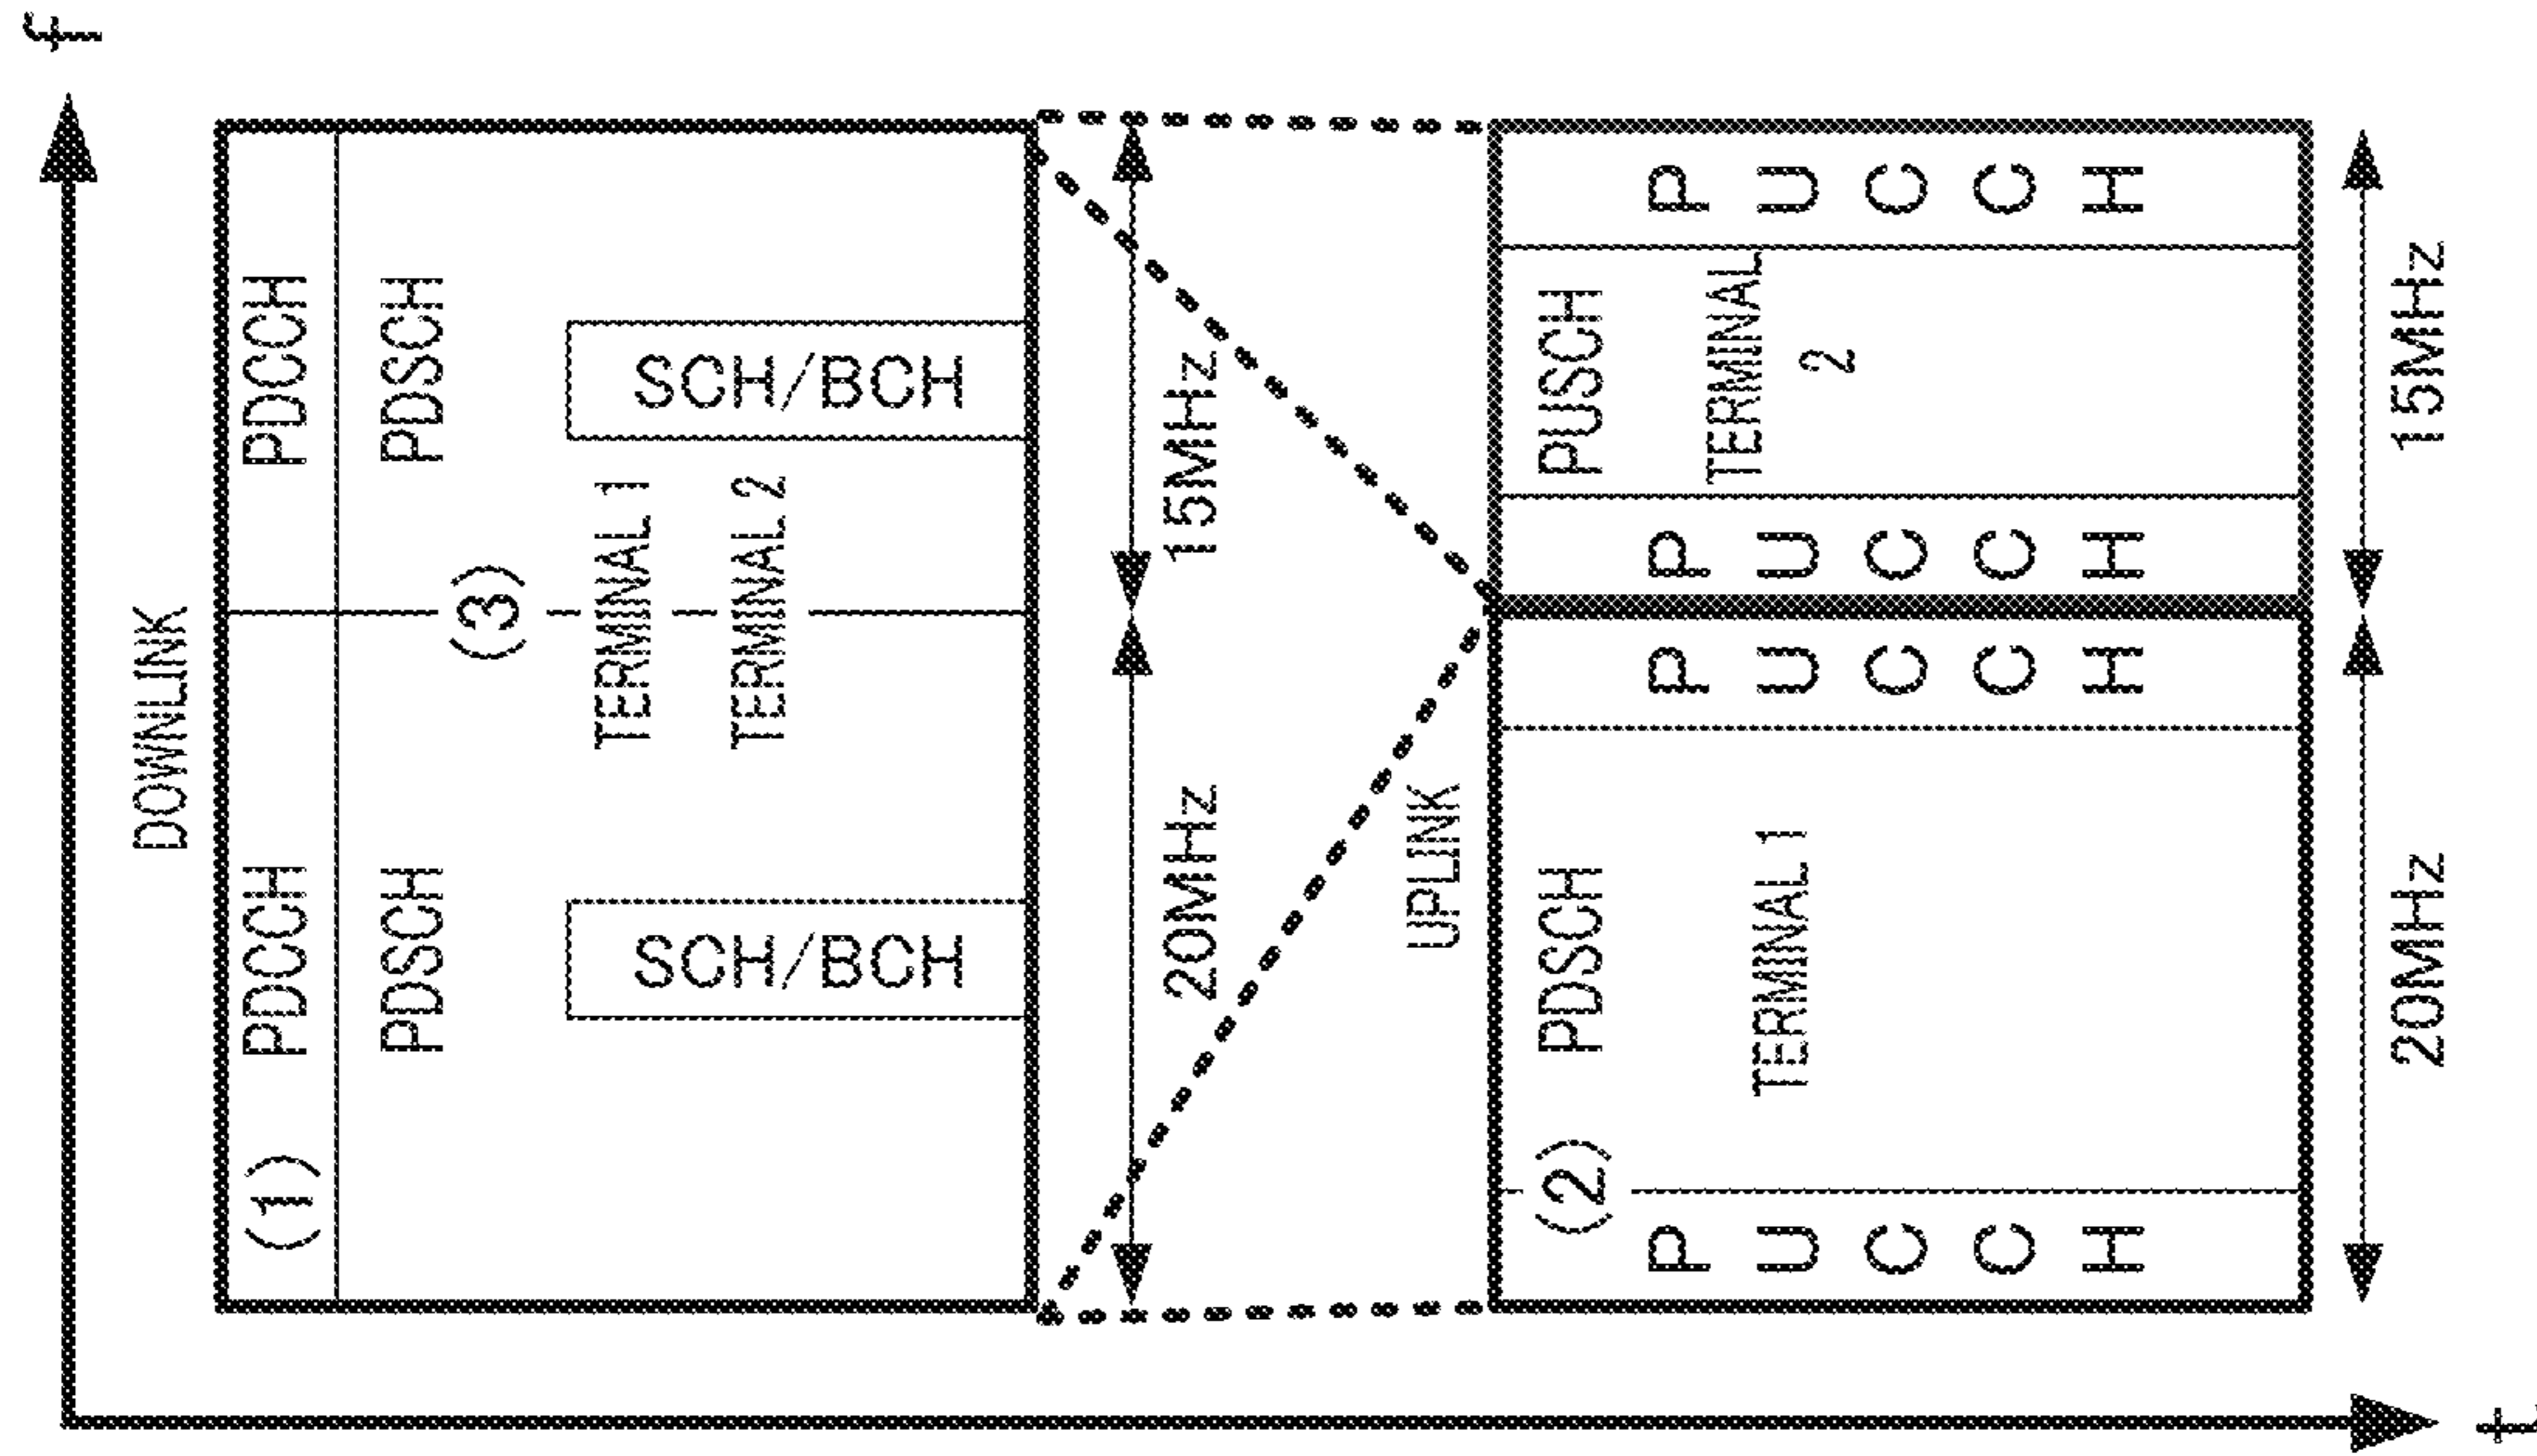 f
DOWNLINK
(1) PDCCH
PDCCH
PDSCH
PDSCH
(3)
TERMINAL 1
TERMINAL 2
SCH/BCH
SCH/BCH
20MHz
15MHz
UPLINK
(2) PDSCH
PUSCH
TERMINAL 1
TERMINAL
2
PUCCH
PUCCH
PUCCH
PUCCH
20MHz
15MHz
t